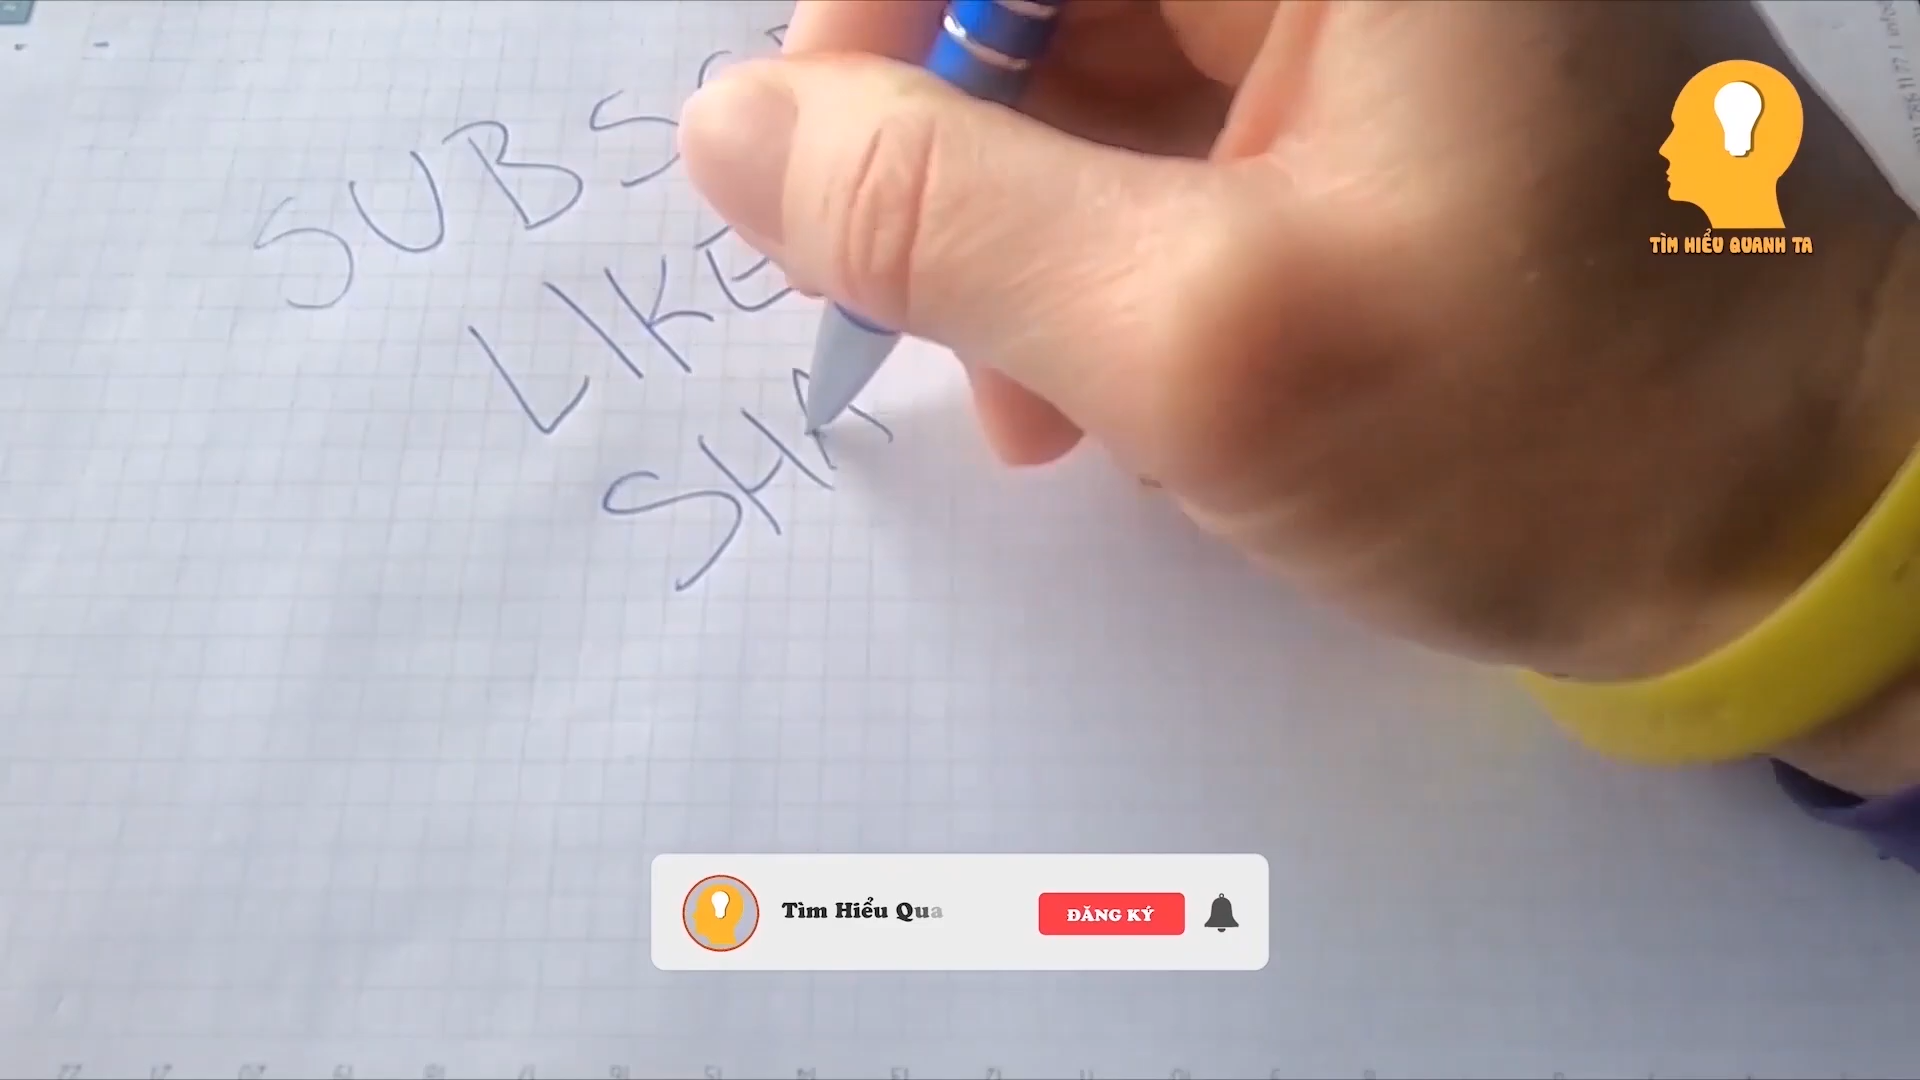 SUBS
LIKE
SHA
TÌM HIỂU QUANH TA
Tìm Hiểu Qua
ĐĂNG KÝ